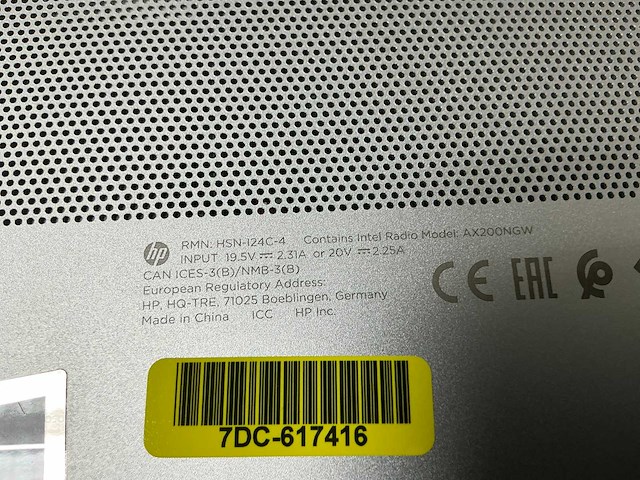 hp
RMN: HSN-I24C-4 Contains Intel Radio Model: AX200NGW
INPUT 19.5V⎓2.31A or 20V⎓2.25A
CAN ICES-3(B)/NMB-3(B)
European Regulatory Address:
HP, HQ-TRE, 71025 Boeblingen, Germany
Made in China ICC HP Inc.
CE EAC
7DC-617416